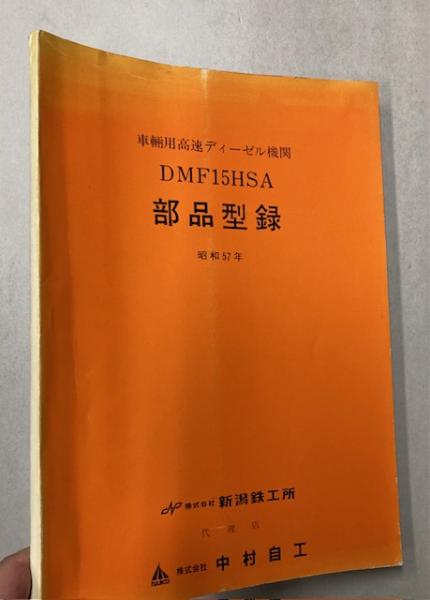 車輛用高速ディーゼル機関
DMF15HSA
部品型録
昭和57年
株式会社 新潟鉄工所
代理店
株式会社 中村自工